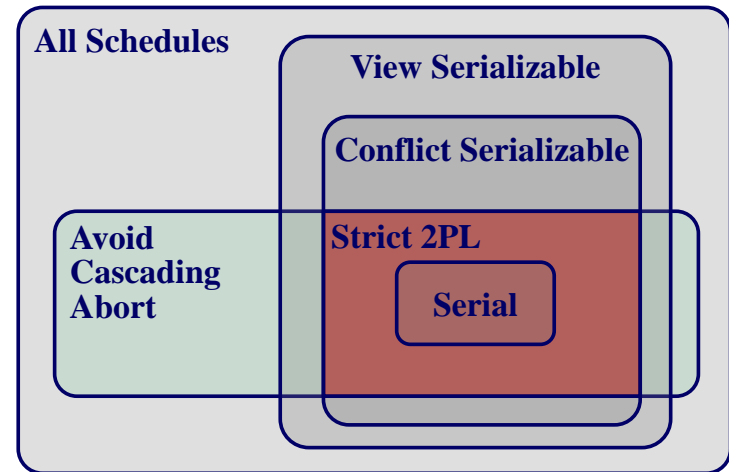 All Schedules
View Serializable
Conflict Serializable
Avoid
Cascading
Abort
Strict 2PL
Serial